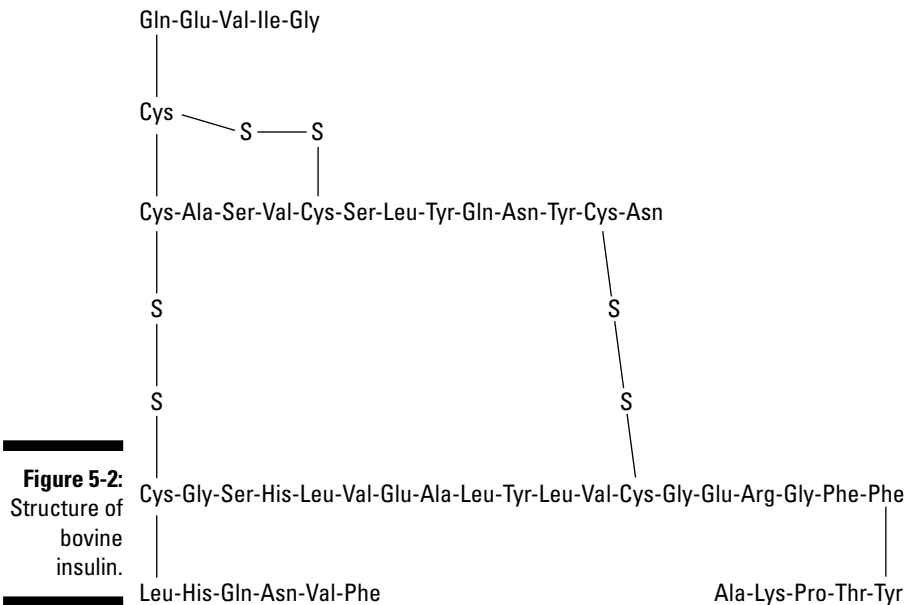 Gln-Glu-Val-Ile-Gly
Cys
S S
Cys-Ala-Ser-Val-Cys-Ser-Leu-Tyr-Gln-Asn-Tyr-Cys-Asn
S S
S S
Cys-Gly-Ser-His-Leu-Val-Glu-Ala-Leu-Tyr-Leu-Val-Cys-Gly-Glu-Arg-Gly-Phe-Phe
Leu-His-Gln-Asn-Val-Phe Ala-Lys-Pro-Thr-Tyr
Figure 5-2:
Structure of
bovine
insulin.